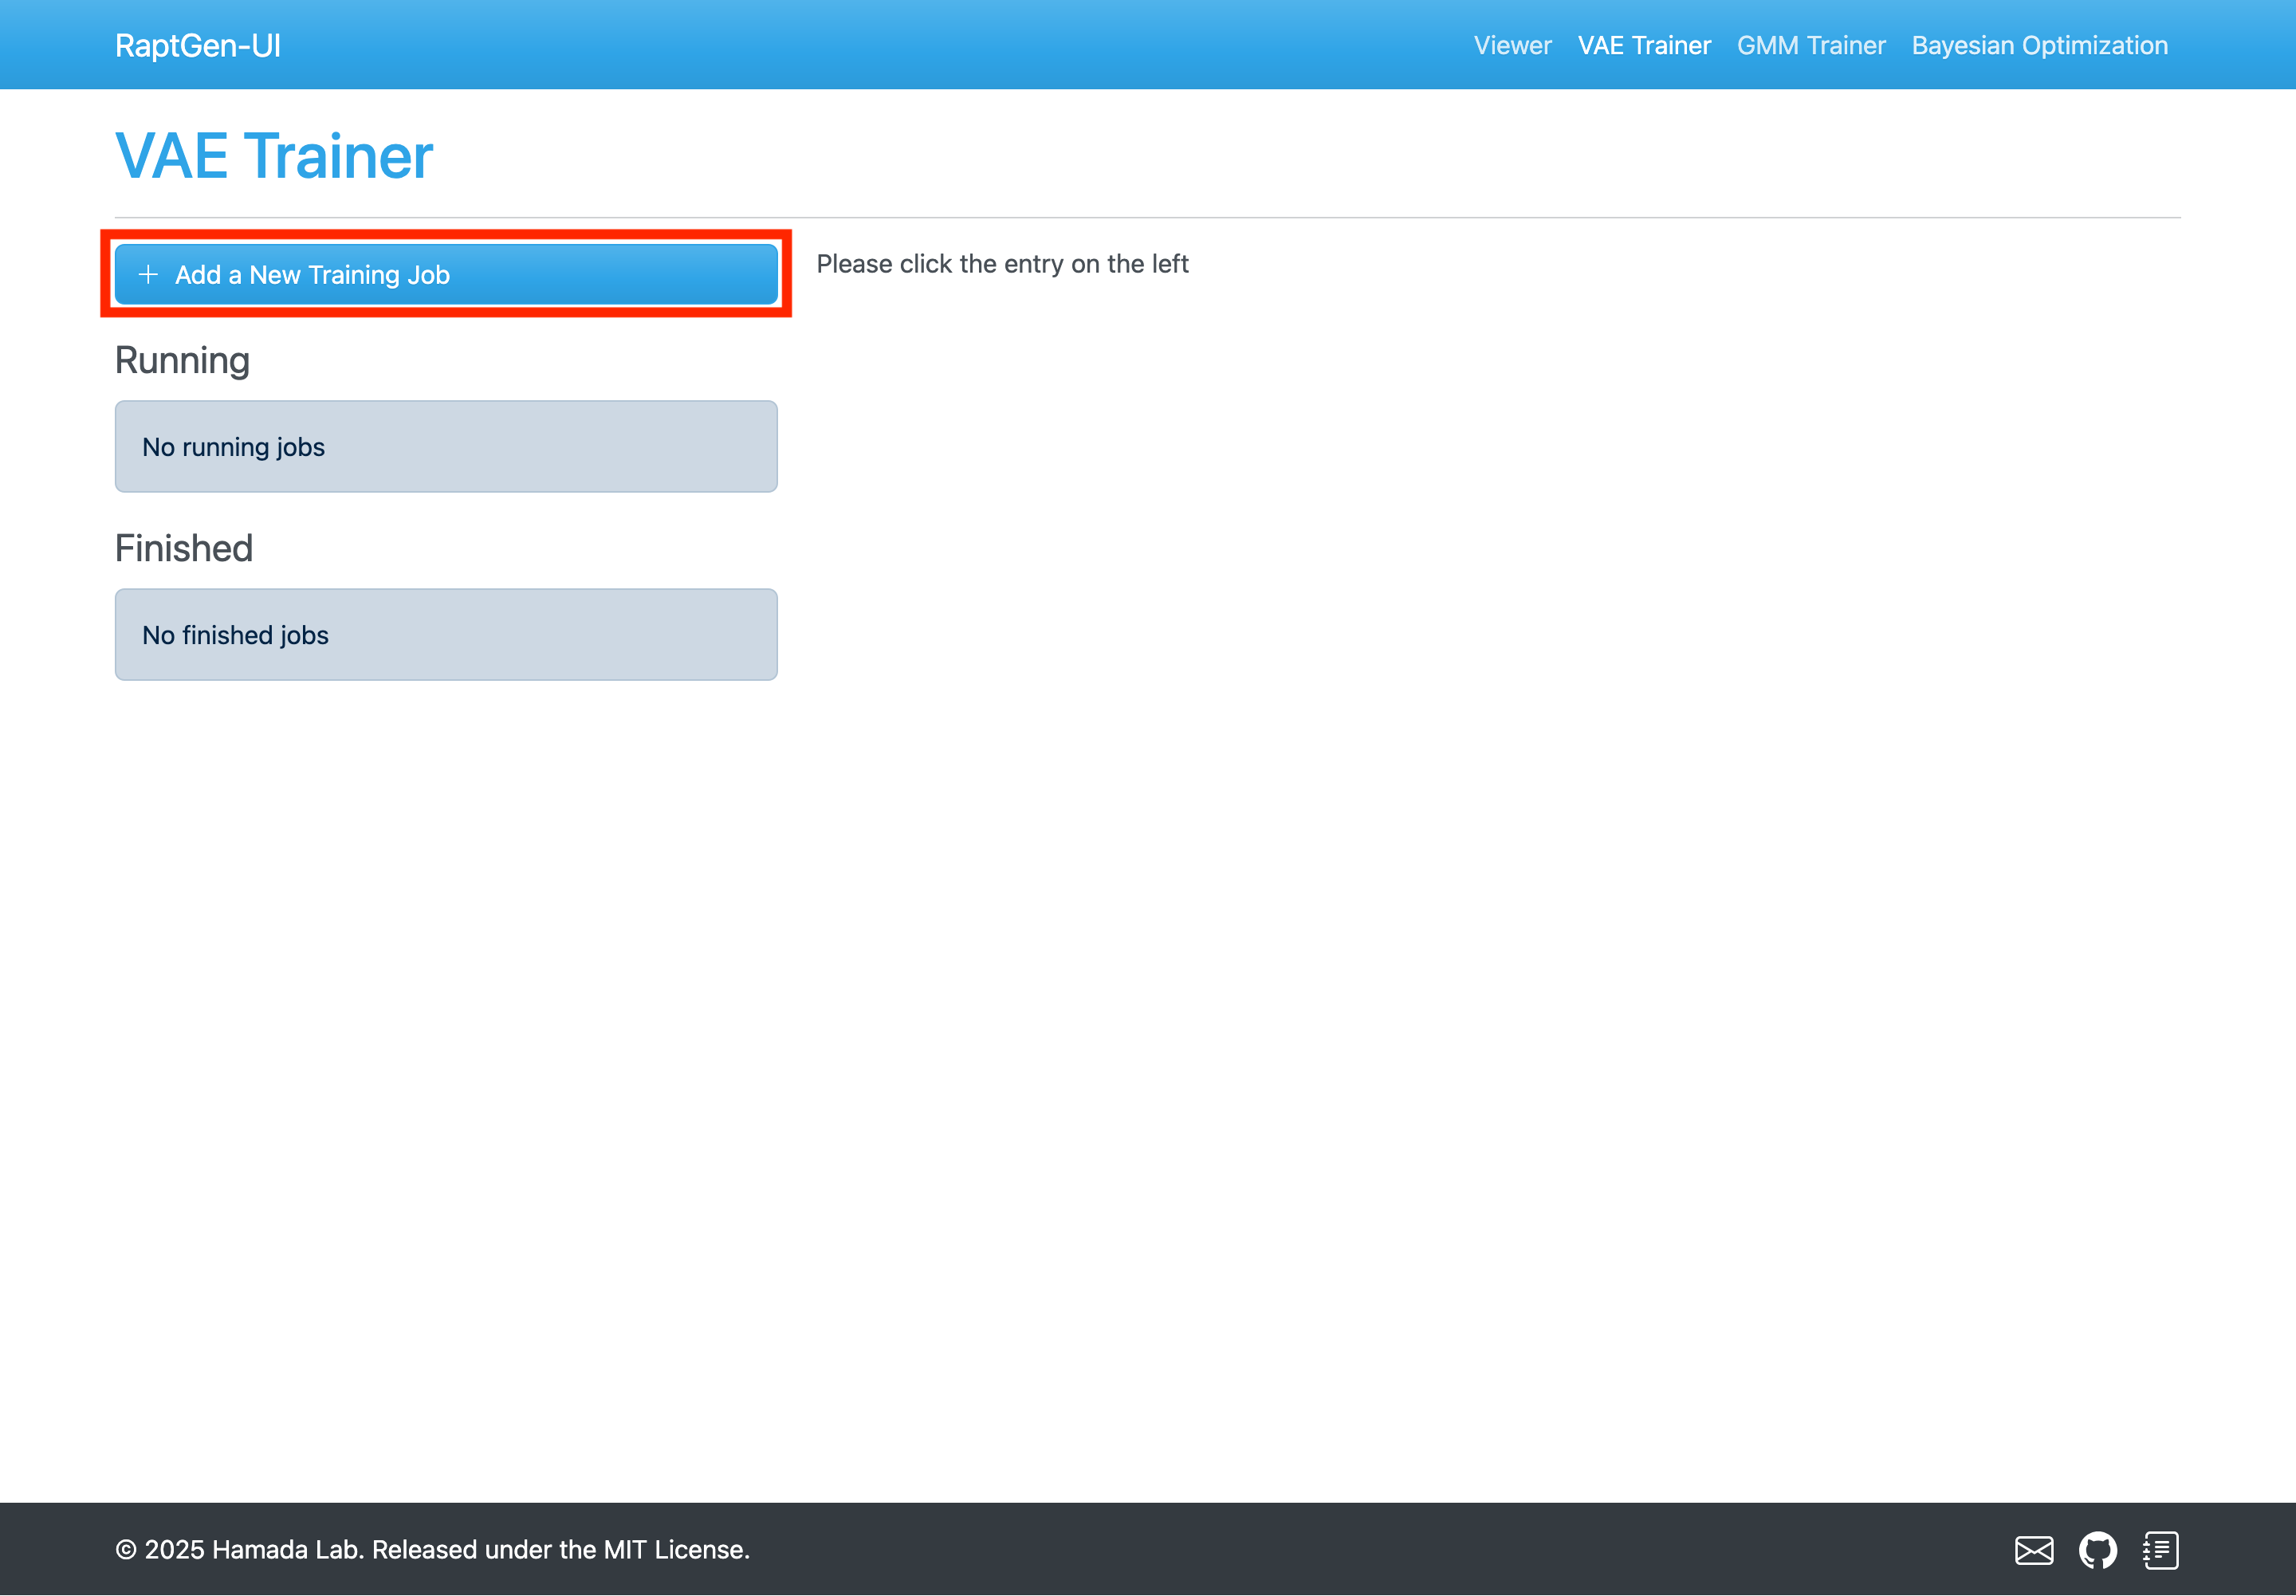 RaptGen-UI
Viewer VAE Trainer GMM Trainer Bayesian Optimization
VAE Trainer
Add a New Training Job
Please click the entry on the left
Running
No running jobs
Finished
No finished jobs
© 2025 Hamada Lab. Released under the MIT License.